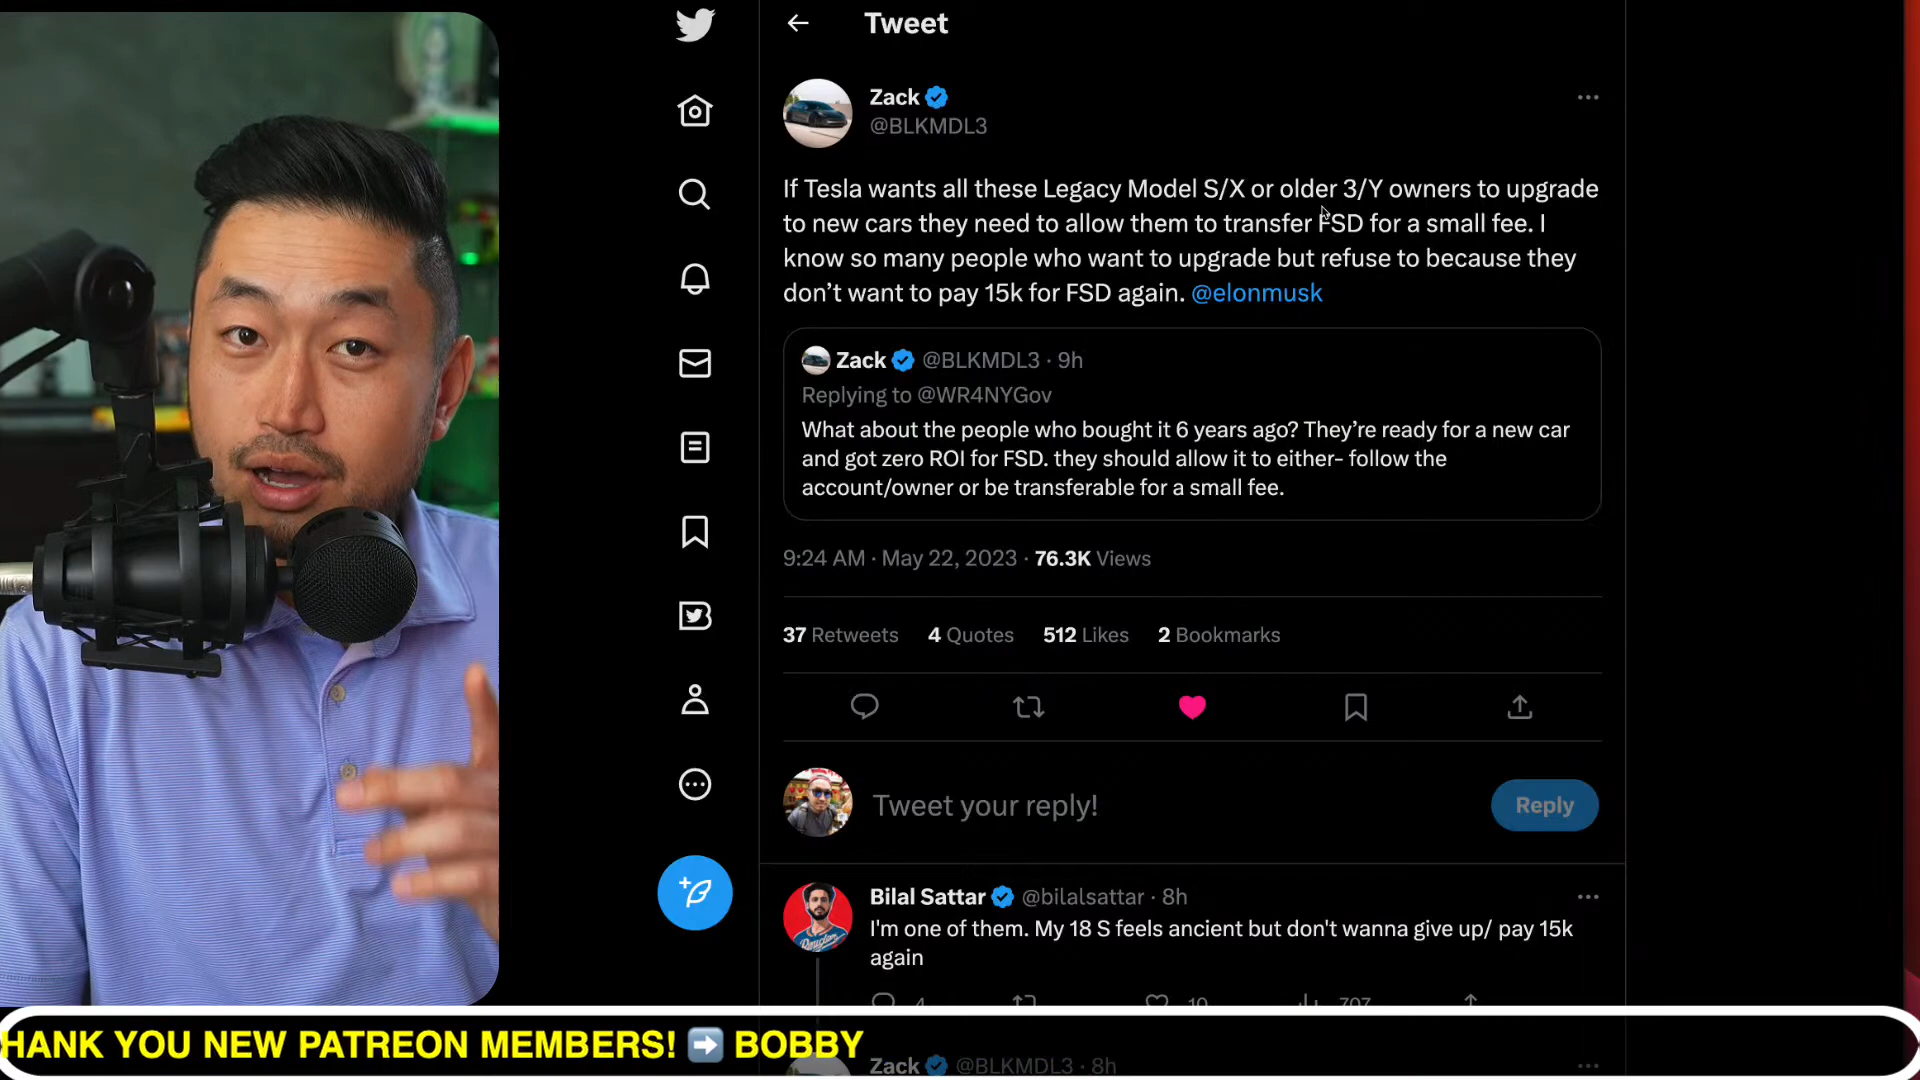 Tweet
Zack
@BLKMDL3
If Tesla wants all these Legacy Model S/X or older 3/Y owners to upgrade
to new cars they need to allow them to transfer FSD for a small fee. I
know so many people who want to upgrade but refuse to because they
don’t want to pay 15k for FSD again. @elonmusk
Zack @BLKMDL3 · 9h
Replying to @WR4NYGov
What about the people who bought it 6 years ago? They’re ready for a new car
and got zero ROI for FSD. they should allow it to either- follow the
account/owner or be transferable for a small fee.
9:24 AM · May 22, 2023 · 76.3K Views
37 Retweets 4 Quotes 512 Likes 2 Bookmarks
Tweet your reply!
Reply
Bilal Sattar @bilalsattar · 8h
I'm one of them. My 18 S feels ancient but don't wanna give up/ pay 15k
again
4 10 707
HANK YOU NEW PATREON MEMBERS! ➡️ BOBBY
Zack @BLKMDL3 · 8h